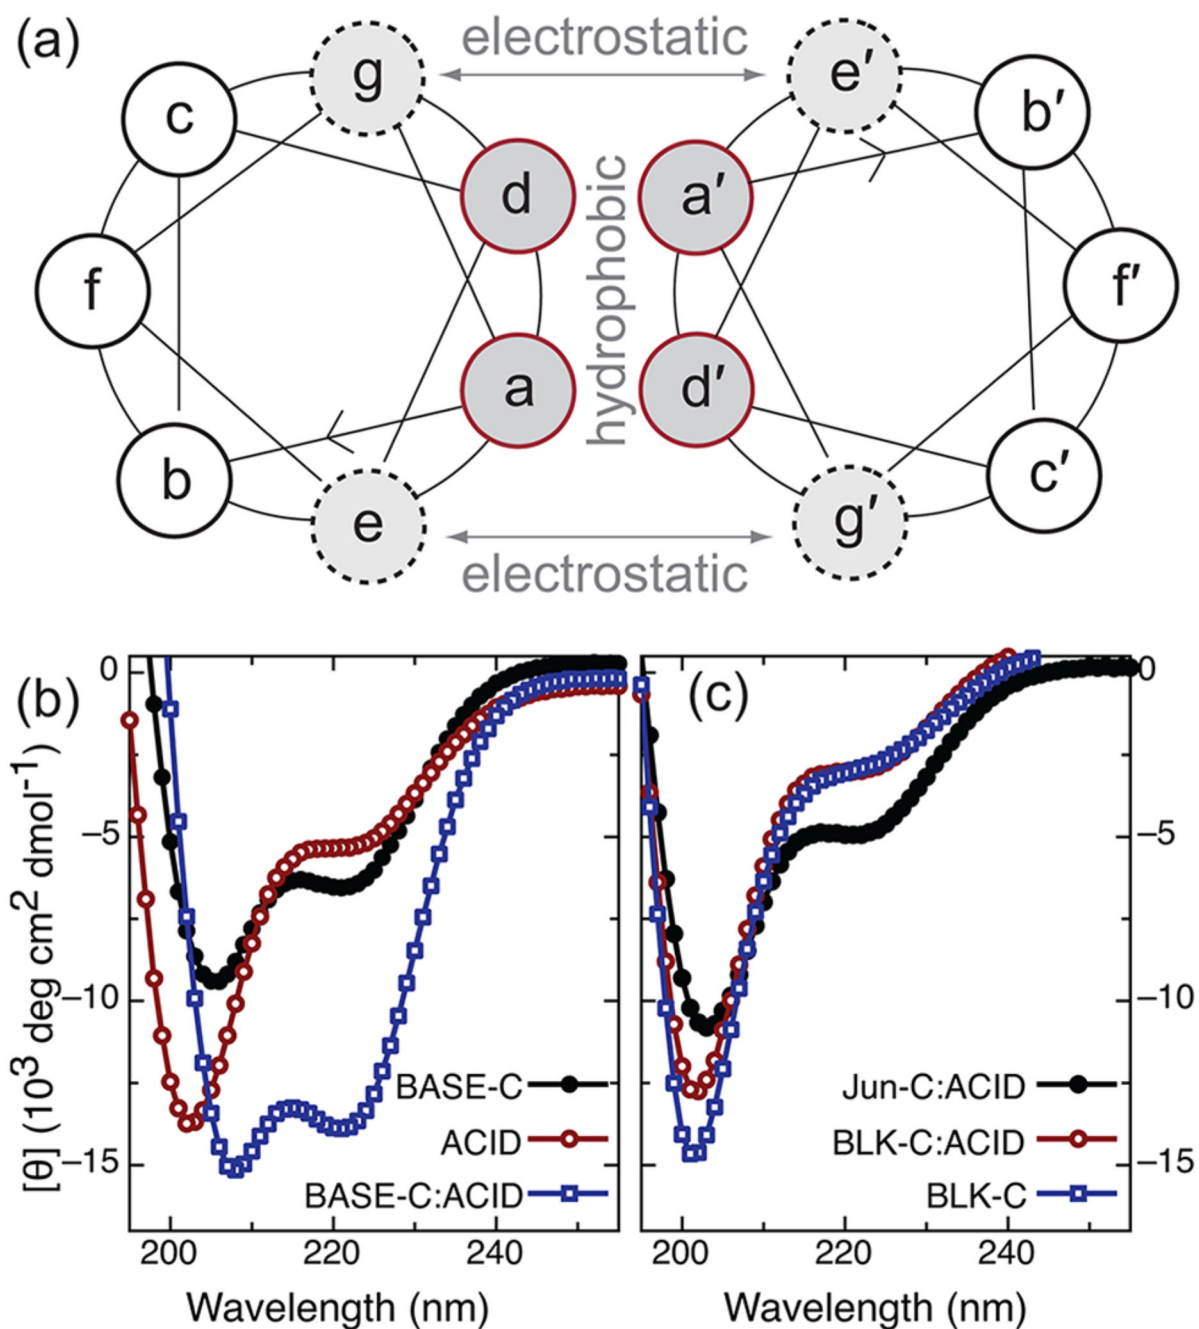 (a)
electrostatic
g
e′
c
b′
d
a′
hydrophobic
f
f′
a
d′
b
c′
e
g′
electrostatic
(b)
(c)
0
−5
−10
−15
[θ] (10³ deg cm² dmol⁻¹)
BASE-C
ACID
BASE-C:ACID
200
220
240
Wavelength (nm)
0
−5
−10
−15
Jun-C:ACID
BLK-C:ACID
BLK-C
200
220
240
Wavelength (nm)